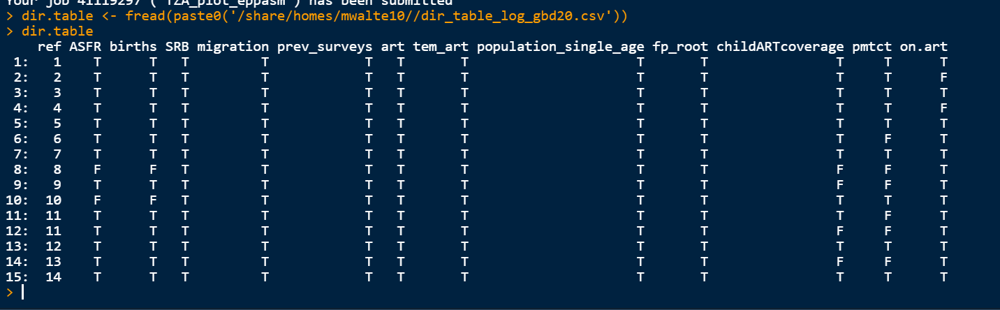 Your job 41119297 ("TZA_plot_eppasm") has been submitted
> dir.table <- fread(paste0('/share/homes/mwalte10//dir_table_log_gbd20.csv'))
> dir.table
ref ASFR births SRB migration prev_surveys art tem_art population_single_age fp_root childARTcoverage pmtct on.art
1: 1 T T T T T T T T T T T T
2: 2 T T T T T T T T T T T F
3: 3 T T T T T T T T T T T T
4: 4 T T T T T T T T T T T F
5: 5 T T T T T T T T T T T T
6: 6 T T T T T T T T T T F T
7: 7 T T T T T T T T T T T T
8: 8 F F T T T T T T T F F T
9: 9 T T T T T T T T T F F T
10: 10 F F T T T T T T T T T T
11: 11 T T T T T T T T T T F T
12: 11 T T T T T T T T T F F T
13: 12 T T T T T T T T T T T T
14: 13 T T T T T T T T T F F T
15: 14 T T T T T T T T T T T T
>